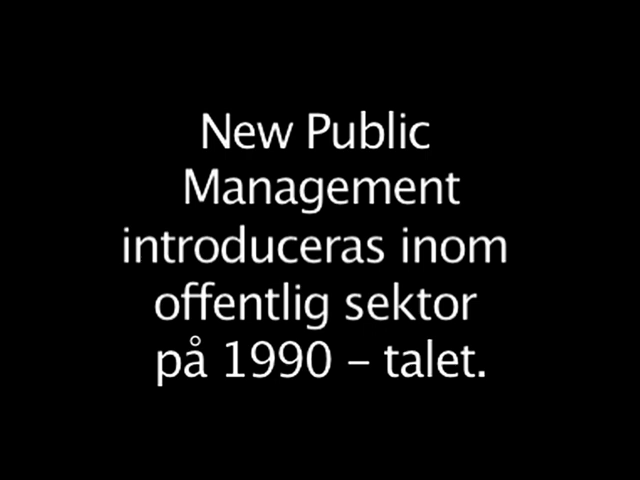 New Public
Management
introduceras inom
offentlig sektor
på 1990 – talet.